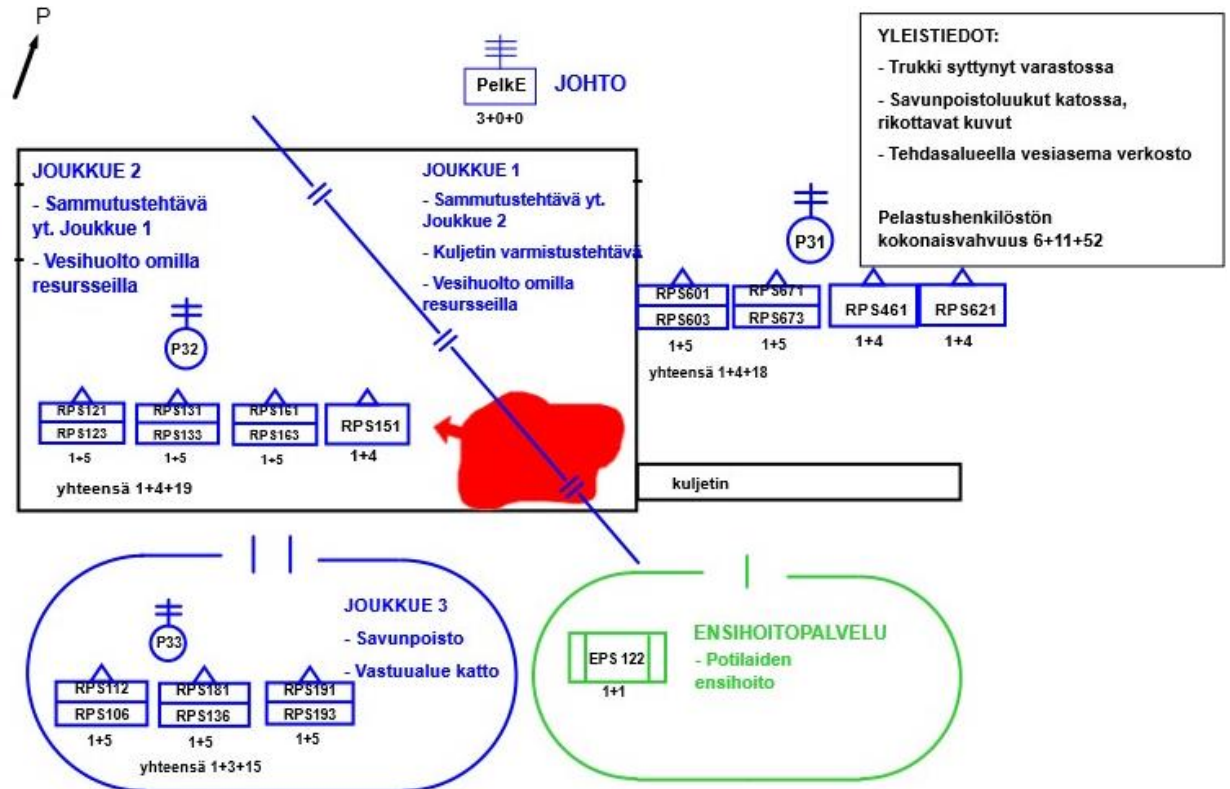 P
PelkE
JOHTO
3+0+0
YLEISTIEDOT:
- Trukki syttynyt varastossa
- Savunpoistoluukut katossa,
rikottavat kuvut
- Tehdasalueella vesiasema verkosto
Pelastushenkilöstön
kokonaisvahvuus 6+11+52
JOUKKUE 2
- Sammutustehtävä
yt. Joukkue 1
- Vesihuolto omilla
resursseilla
P32
RPS121
RPS123
1+5
RPS131
RPS133
1+5
RPS161
RPS163
1+5
RPS151
1+4
yhteensä 1+4+19
JOUKKUE 1
- Sammutustehtävä yt.
Joukkue 2
- Kuljetin varmistustehtävä
- Vesihuolto omilla
resursseilla
P31
RPS601
RPS603
1+5
RPS671
RPS673
1+5
RPS461
1+4
RPS621
1+4
yhteensä 1+4+18
kuljetin
JOUKKUE 3
- Savunpoisto
- Vastuualue katto
P33
RPS112
RPS106
1+5
RPS181
RPS136
1+5
RPS191
RPS193
1+5
yhteensä 1+3+15
ENSIHOITOPALVELU
- Potilaiden
ensihoito
EPS 122
1+1